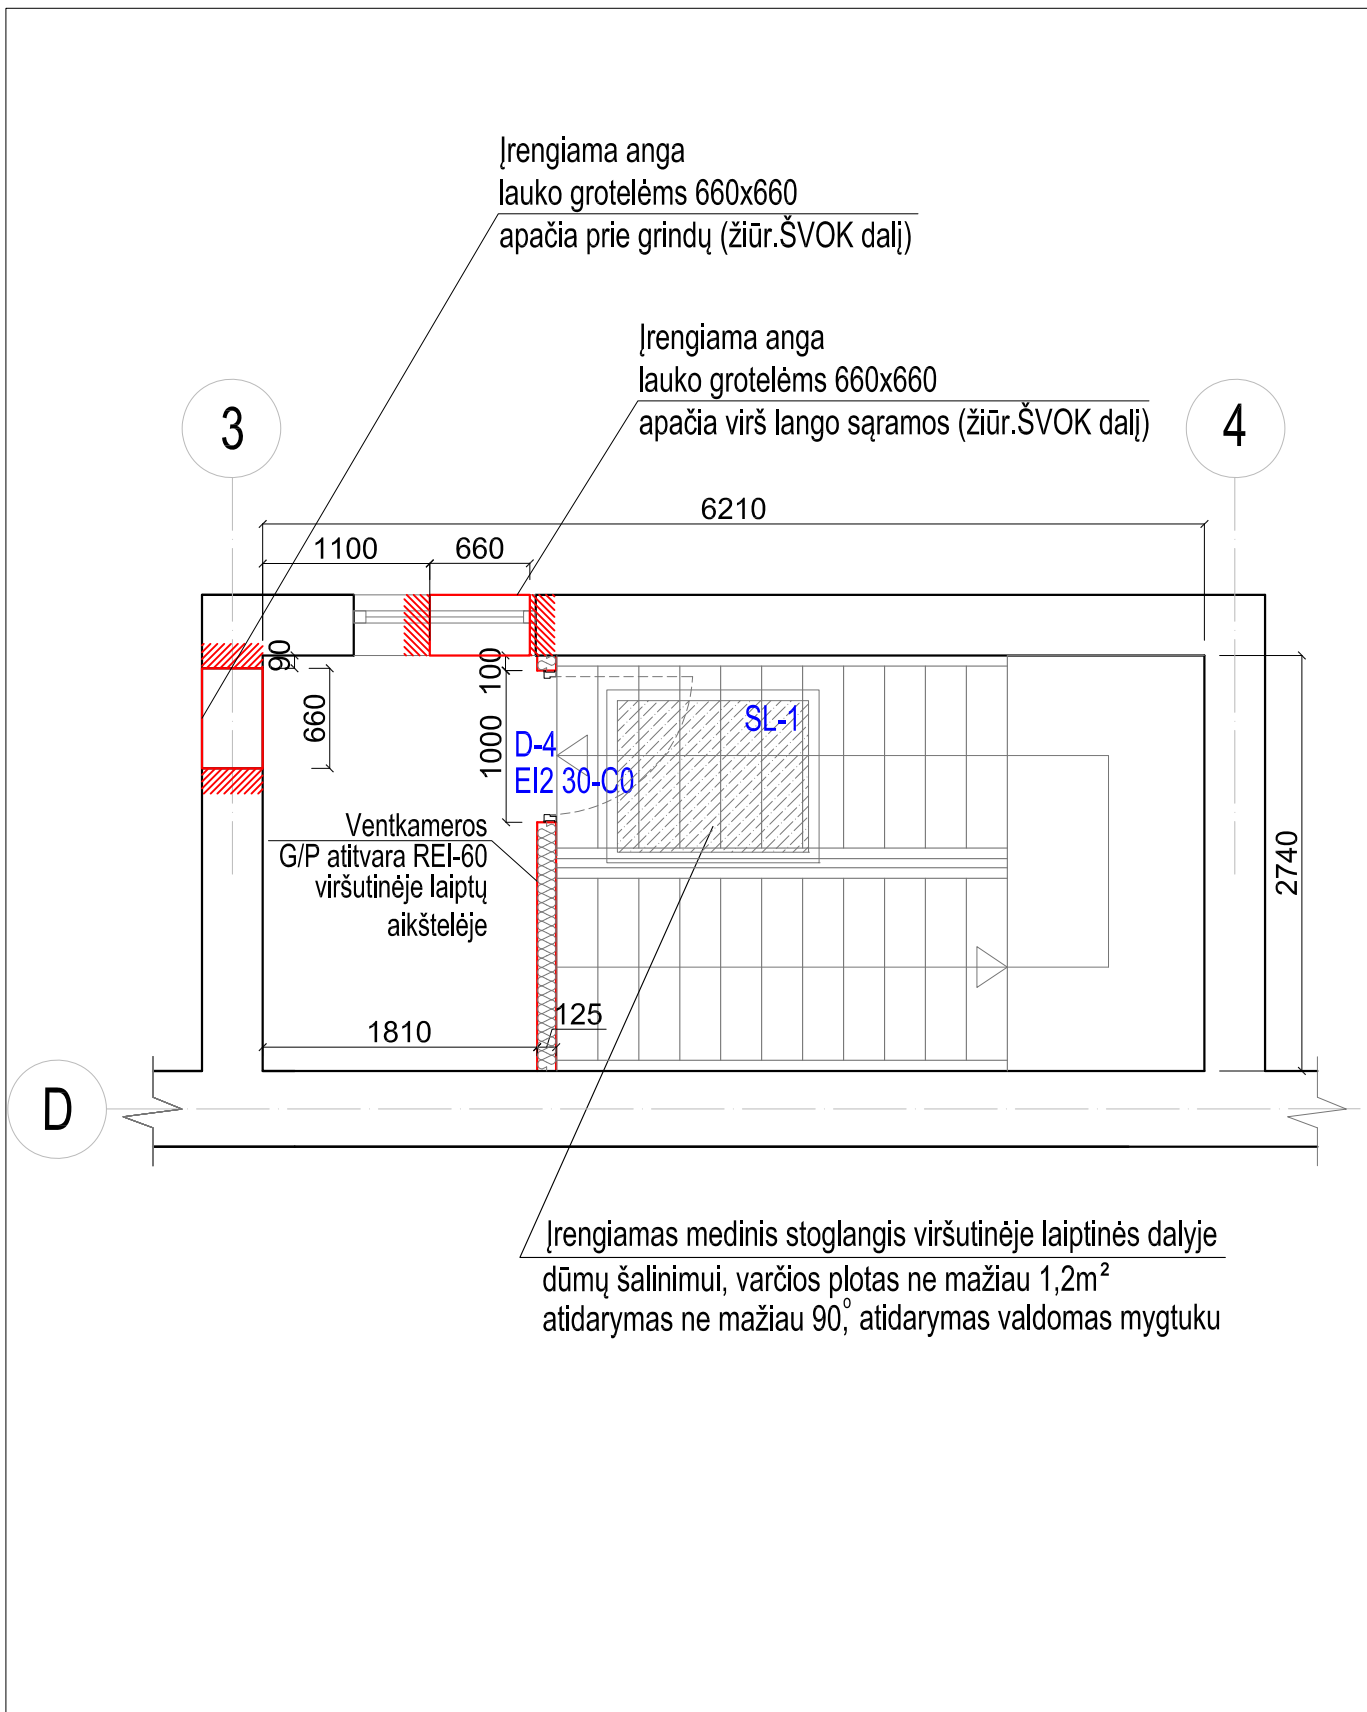 Įrengiama anga
lauko grotelėms 660x660
apačia prie grindų (žiūr.ŠVOK dalį)
Įrengiama anga
lauko grotelėms 660x660
apačia virš lango sąramos (žiūr.ŠVOK dalį)
3
4
6210
1100
660
90
660
100
1000
SL-1
D-4
EI2 30-C0
Ventkameros
G/P atitvara REI-60
viršutinėje laiptų
aikštelėje
2740
125
1810
D
Įrengiamas medinis stoglangis viršutinėje laiptinės dalyje
dūmų šalinimui, varčios plotas ne mažiau 1,2m²
atidarymas ne mažiau 90°, atidarymas valdomas mygtuku